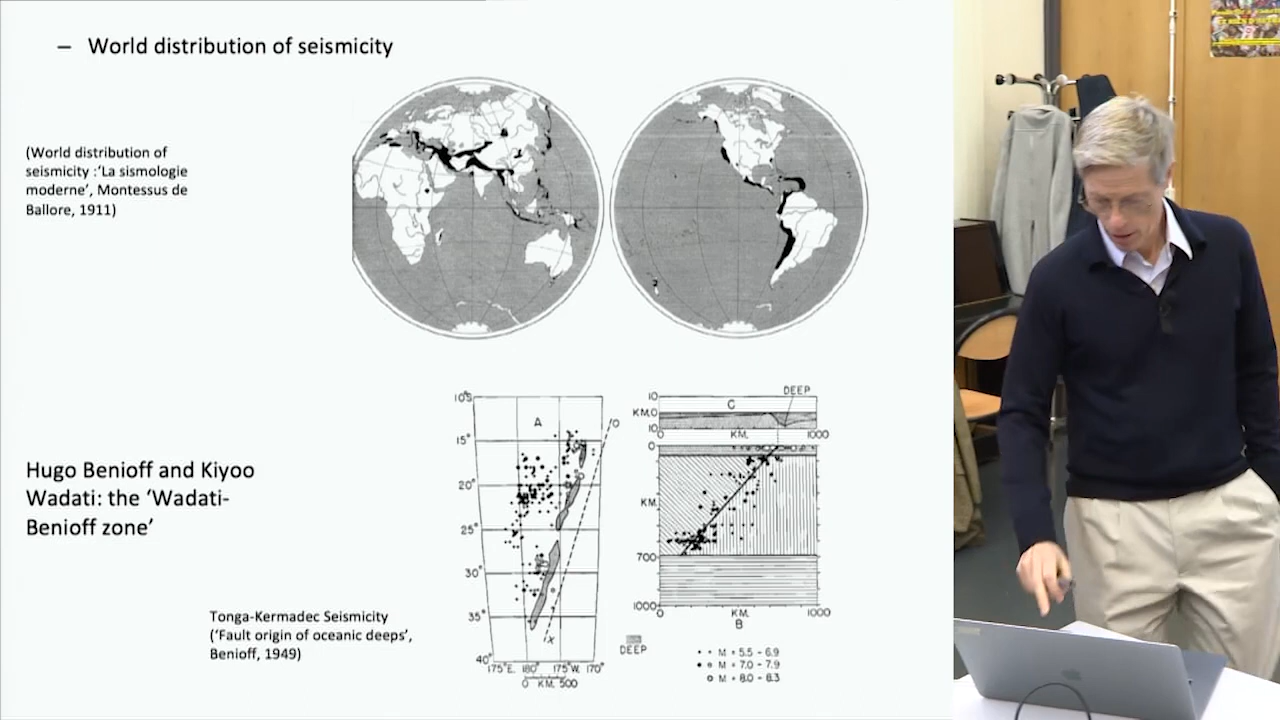 – World distribution of seismicity
(World distribution of
seismicity :‘La sismologie
moderne’, Montessus de
Ballore, 1911)
Hugo Benioff and Kiyoo
Wadati: the ‘Wadati-
Benioff zone’
Tonga-Kermadec Seismicity
(‘Fault origin of oceanic deeps’,
Benioff, 1949)
10°S
A
15°
20°
25°
30°
35°
40°
175°E. 180° 175°W. 170°
0 KM. 500
DEEP
DEEP
10
C
KM.0
10
0 KM. 1000
0
KM.
700
1000
0 KM. 1000
B
M = 5.5 - 6.9
M = 7.0 - 7.9
M = 8.0 - 8.3